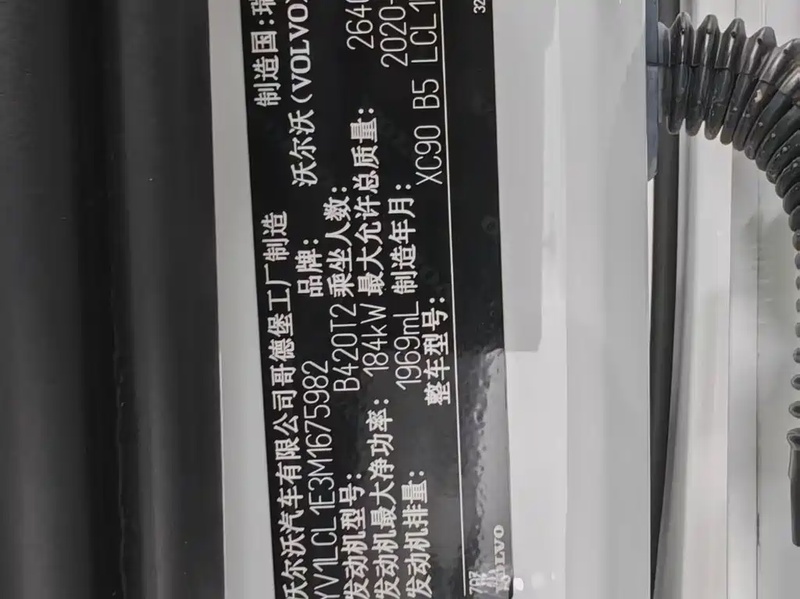 沃尔沃汽车有限公司哥德堡工厂制造 制造国:瑞
YV1LCL1E3M1675982 品牌: 沃尔沃(VOLVO)
发动机型号: B420T2 乘坐人数:
发动机最大净功率: 184kW 最大允许总质量: 264
发动机排量: 1969mL 制造年月: 2020-
整车型号: XC90 B5 LCL1
VOLVO
32